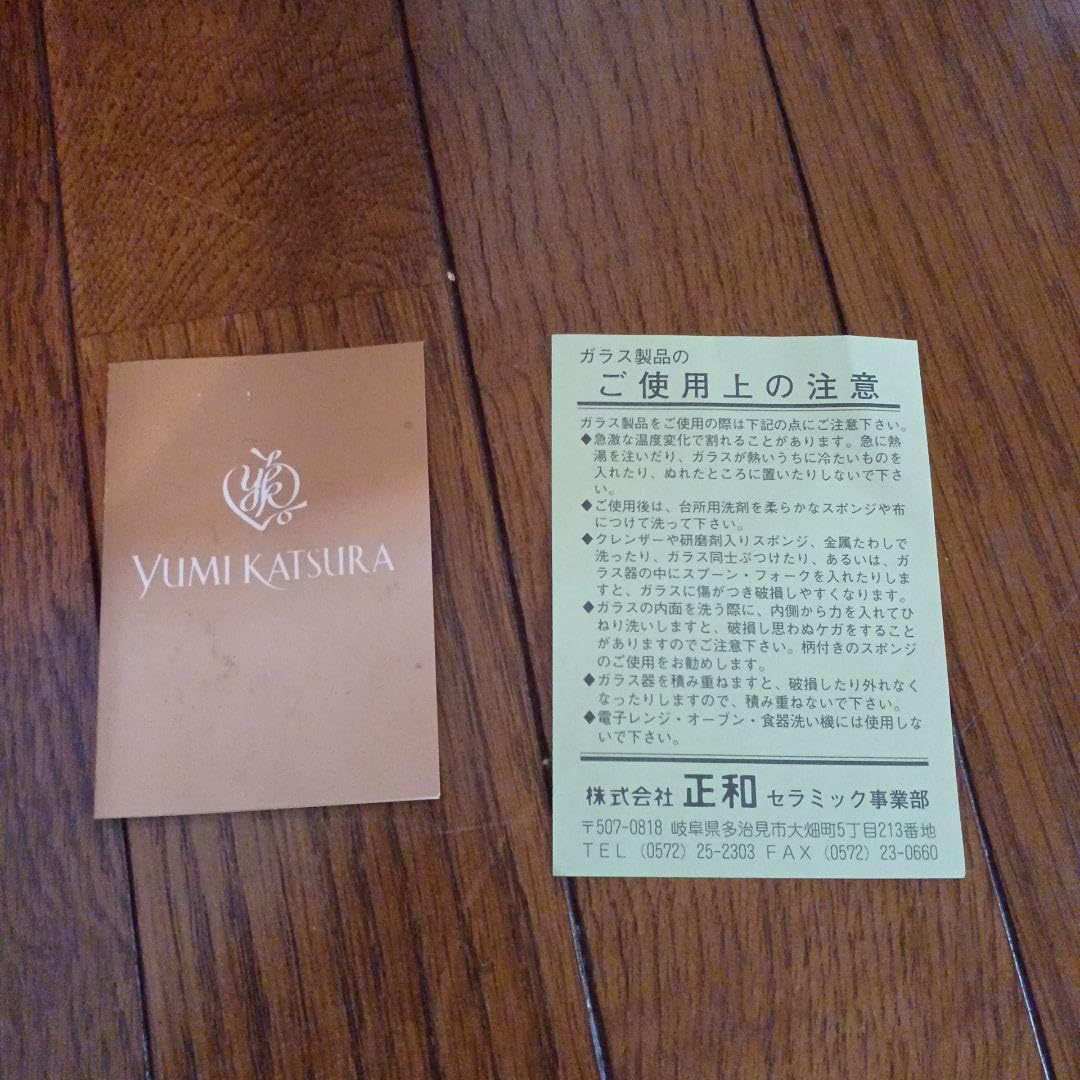 YK
YUMI KATSURA
ガラス製品の
ご使用上の注意
ガラス製品をご使用の際は下記の点にご注意下さい。
◆急激な温度変化で割れることがあります。急に熱
湯を注いだり、ガラスが熱いうちに冷たいものを
入れたり、ぬれたところに置いたりしないで下さ
い。
◆ご使用後は、台所用洗剤を柔らかなスポンジや布
につけて洗って下さい。
◆クレンザーや研磨剤入りスポンジ、金属たわしで
洗ったり、ガラス同士ぶつけたり、あるいは、ガ
ラス器の中にスプーン・フォークを入れたりしま
すと、ガラスに傷がつき破損しやすくなります。
◆ガラスの内面を洗う際に、内側から力を入れてひ
ねり洗いしますと、破損し思わぬケガをすること
がありますのでご注意下さい。柄付きのスポンジ
のご使用をお勧めします。
◆ガラス器を積み重ねますと、破損したり外れなく
なったりしますので、積み重ねないで下さい。
◆電子レンジ・オーブン・食器洗い機には使用しな
いで下さい。
株式会社 正和 セラミック事業部
〒507-0818 岐阜県多治見市大畑町5丁目213番地
TEL (0572) 25-2303 FAX (0572) 23-0660